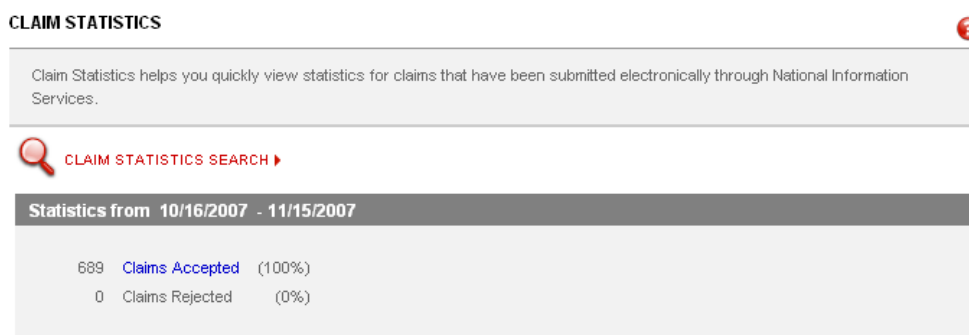 CLAIM STATISTICS
Claim Statistics helps you quickly view statistics for claims that have been submitted electronically through National Information
Services.
CLAIM STATISTICS SEARCH
Statistics from 10/16/2007 - 11/15/2007
689 Claims Accepted (100%)
0 Claims Rejected (0%)